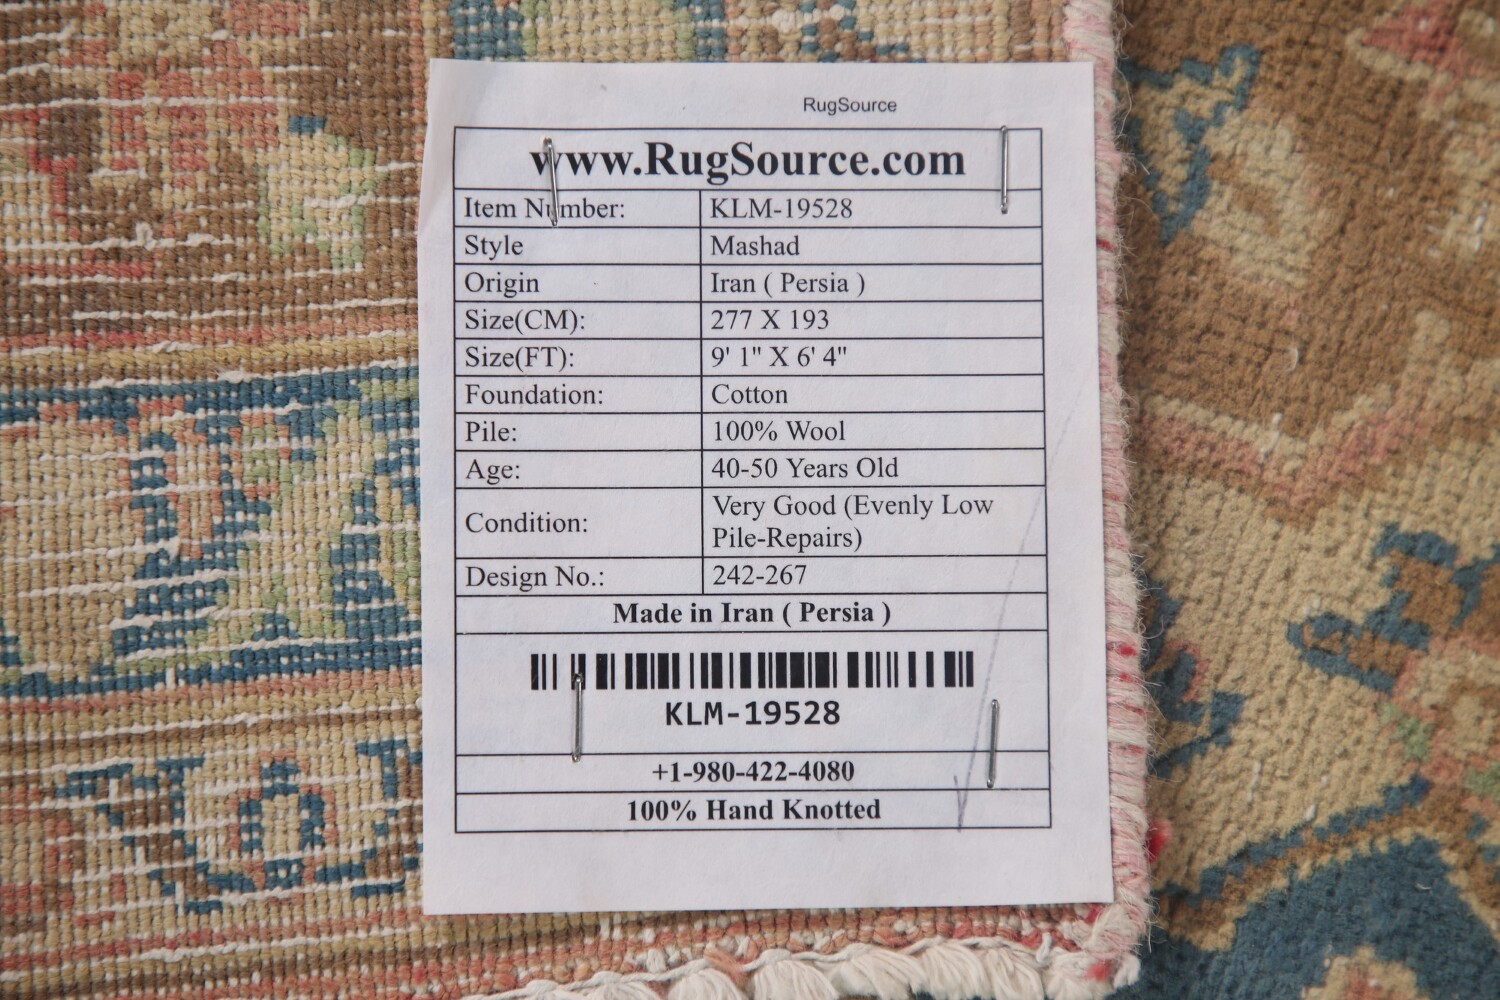 RugSource
www.RugSource.com
Item Number: KLM-19528
Style Mashad
Origin Iran ( Persia )
Size(CM): 277 X 193
Size(FT): 9' 1" X 6' 4"
Foundation: Cotton
Pile: 100% Wool
Age: 40-50 Years Old
Condition: Very Good (Evenly Low
Pile-Repairs)
Design No.: 242-267
Made in Iran ( Persia )
KLM-19528
+1-980-422-4080
100% Hand Knotted